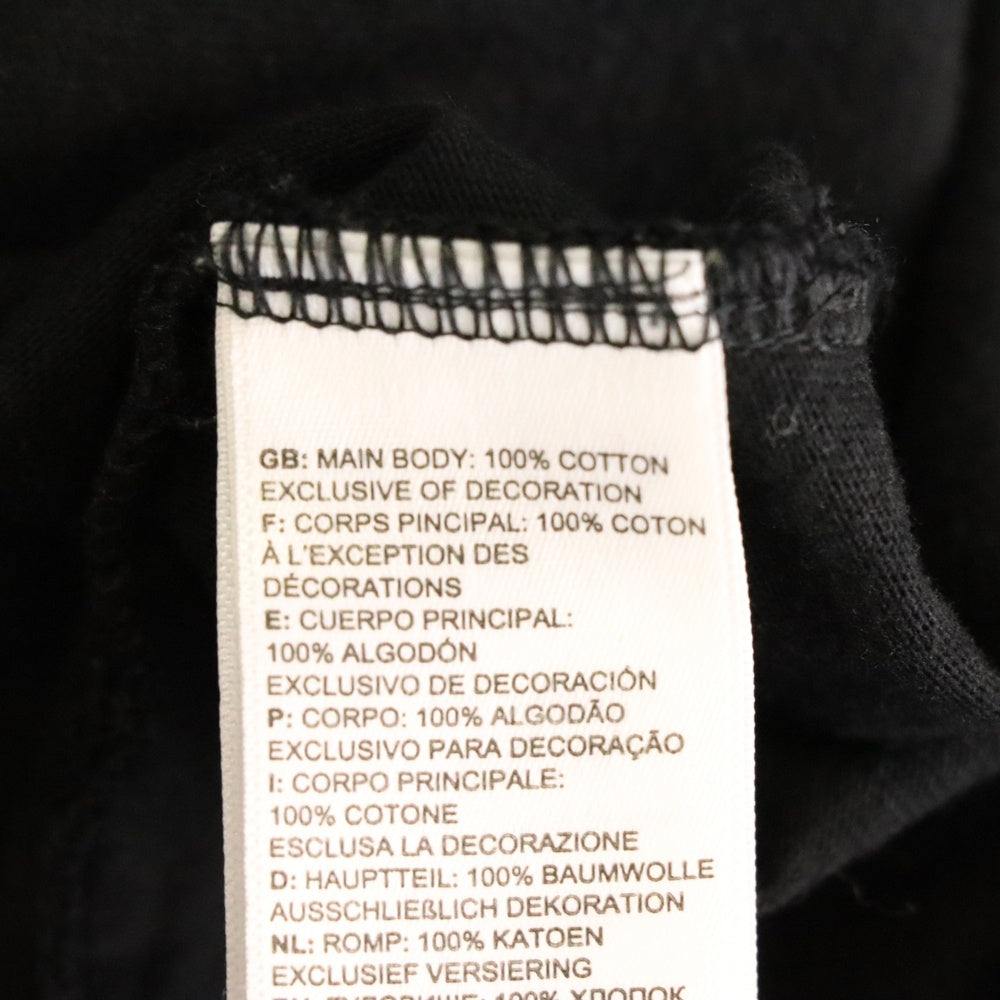 GB: MAIN BODY: 100% COTTON
EXCLUSIVE OF DECORATION
F: CORPS PINCIPAL: 100% COTON
À L'EXCEPTION DES
DÉCORATIONS
E: CUERPO PRINCIPAL:
100% ALGODÓN
EXCLUSIVO DE DECORACIÓN
P: CORPO: 100% ALGODÃO
EXCLUSIVO PARA DECORAÇÃO
I: CORPO PRINCIPALE:
100% COTONE
ESCLUSA LA DECORAZIONE
D: HAUPTTEIL: 100% BAUMWOLLE
AUSSCHLIEßLICH DEKORATION
NL: ROMP: 100% KATOEN
EXCLUSIEF VERSIERING
100% ХЛОПОК